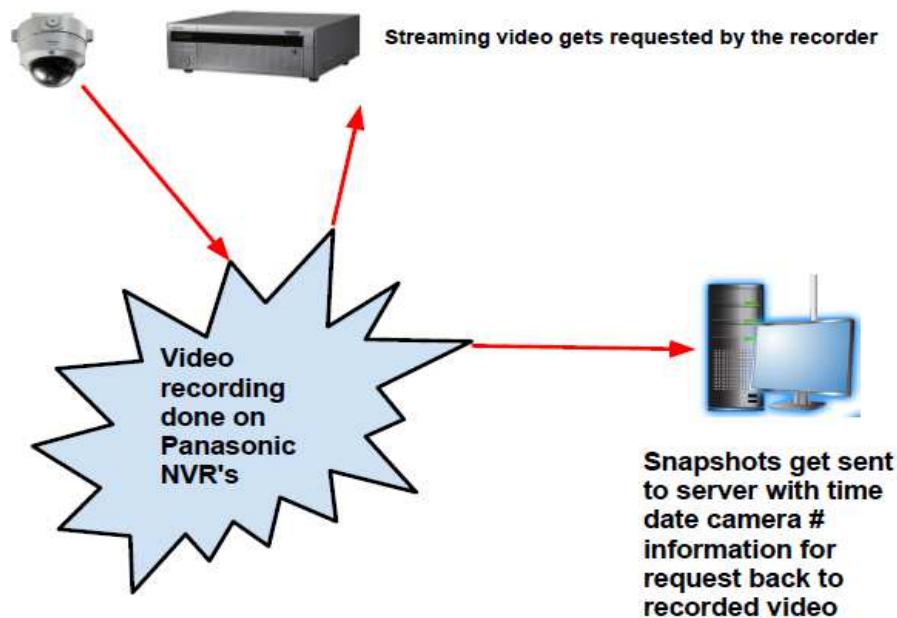 Streaming video gets requested by the recorder
Video
recording
done on
Panasonic
NVR's
Snapshots get sent
to server with time
date camera #
information for
request back to
recorded video